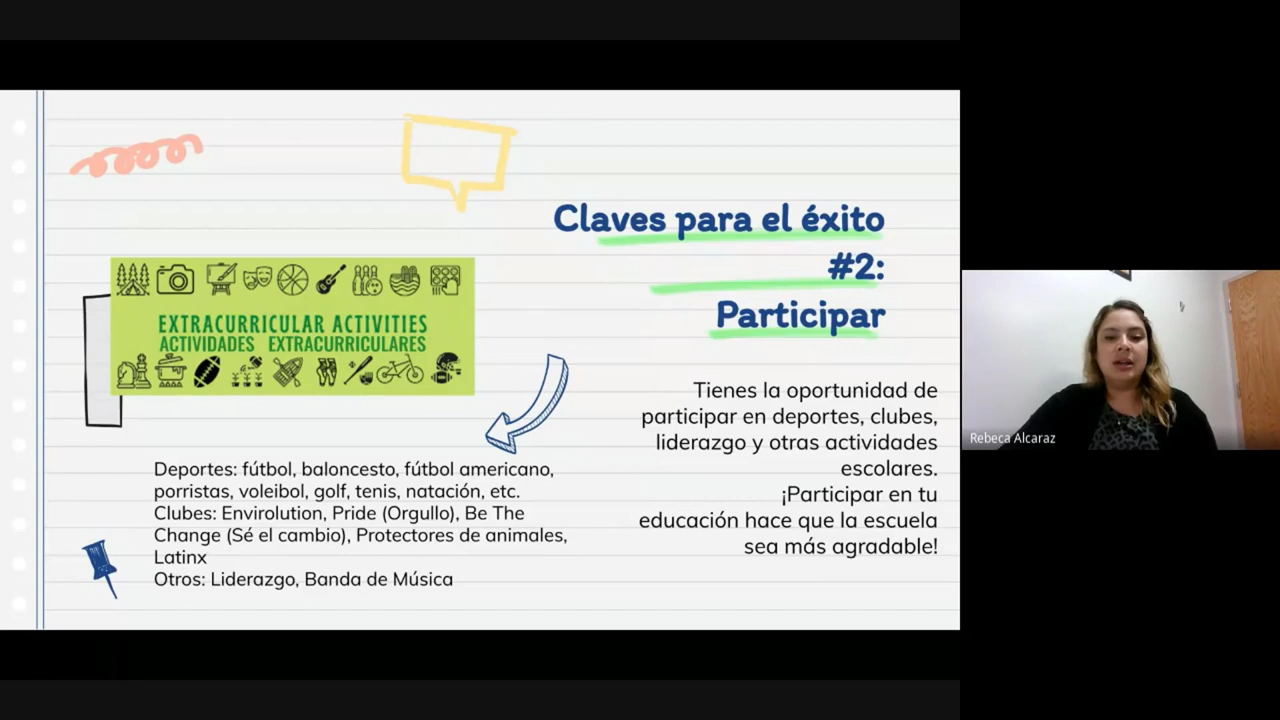 Claves para el éxito
#2:
Participar
EXTRACURRICULAR ACTIVITIES
ACTIVIDADES EXTRACURRICULARES
Tienes la oportunidad de
participar en deportes, clubes,
liderazgo y otras actividades
escolares.
¡Participar en tu
educación hace que la escuela
sea más agradable!
Deportes: fútbol, baloncesto, fútbol americano,
porristas, voleibol, golf, tenis, natación, etc.
Clubes: Envirolution, Pride (Orgullo), Be The
Change (Sé el cambio), Protectores de animales,
Latinx
Otros: Liderazgo, Banda de Música
Rebeca Alcaraz